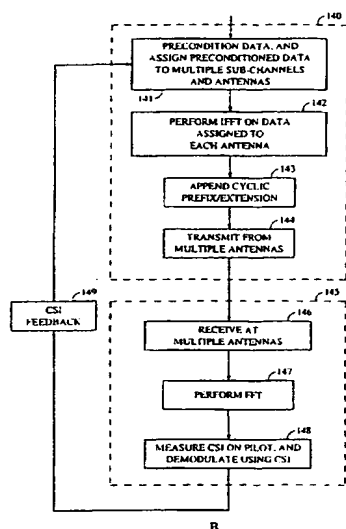 140
PRECONDITION DATA, AND
ASSIGN PRECONDITIONED DATA
TO MULTIPLE SUB-CHANNELS
AND ANTENNAS
141
142
PERFORM IFFT ON DATA
ASSIGNED TO
EACH ANTENNA
143
APPEND CYCLIC
PREFIX/EXTENSION
144
TRANSMIT FROM
MULTIPLE ANTENNAS
149
CSI
FEEDBACK
145
146
RECEIVE AT
MULTIPLE ANTENNAS
147
PERFORM FFT
148
MEASURE CSI ON PILOT, AND
DEMODULATE USING CSI
B